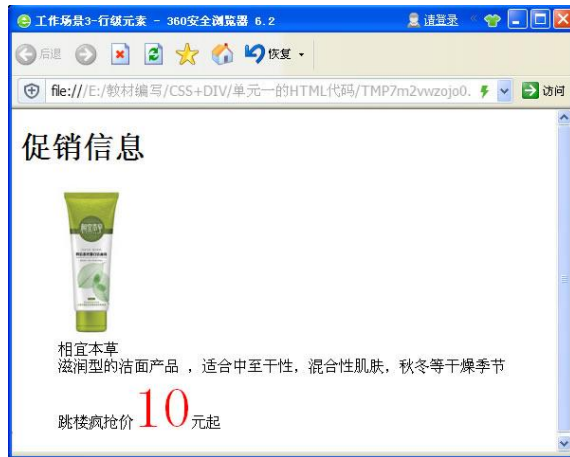 工作场景3-行级元素 - 360安全浏览器 6.2
请登录
后退
恢复
file:///E:/教材编写/CSS+DIV/单元一的HTML代码/TMP7m2vwzojo0.
访问
促销信息
相宜本草
相宜本草
滋润型的洁面产品 ，适合中至干性，混合性肌肤，秋冬等干燥季节
跳楼疯抢价10元起